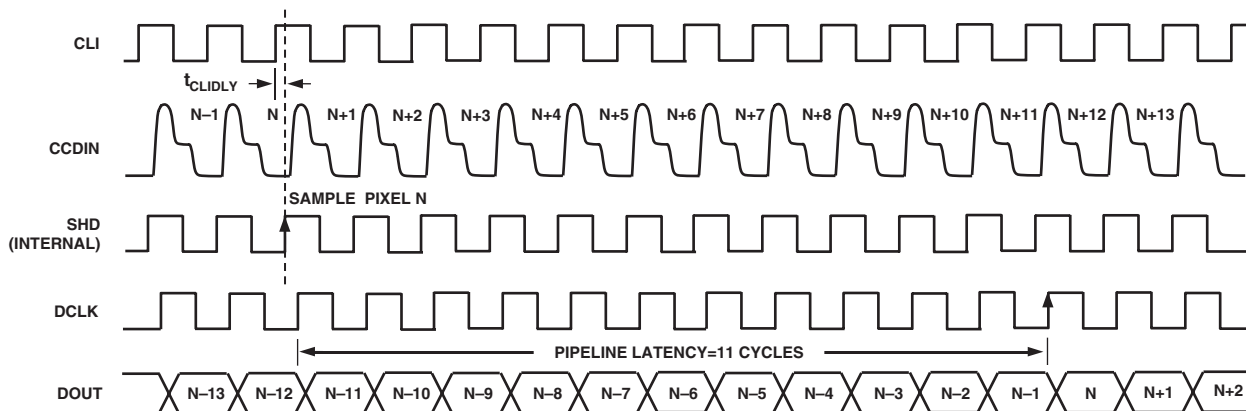 CLI
tCLIDLY
N–1 N N+1 N+2 N+3 N+4 N+5 N+6 N+7 N+8 N+9 N+10 N+11 N+12 N+13
CCDIN
SAMPLE PIXEL N
SHD
(INTERNAL)
DCLK
PIPELINE LATENCY=11 CYCLES
DOUT N–13 N–12 N–11 N–10 N–9 N–8 N–7 N–6 N–5 N–4 N–3 N–2 N–1 N N+1 N+2